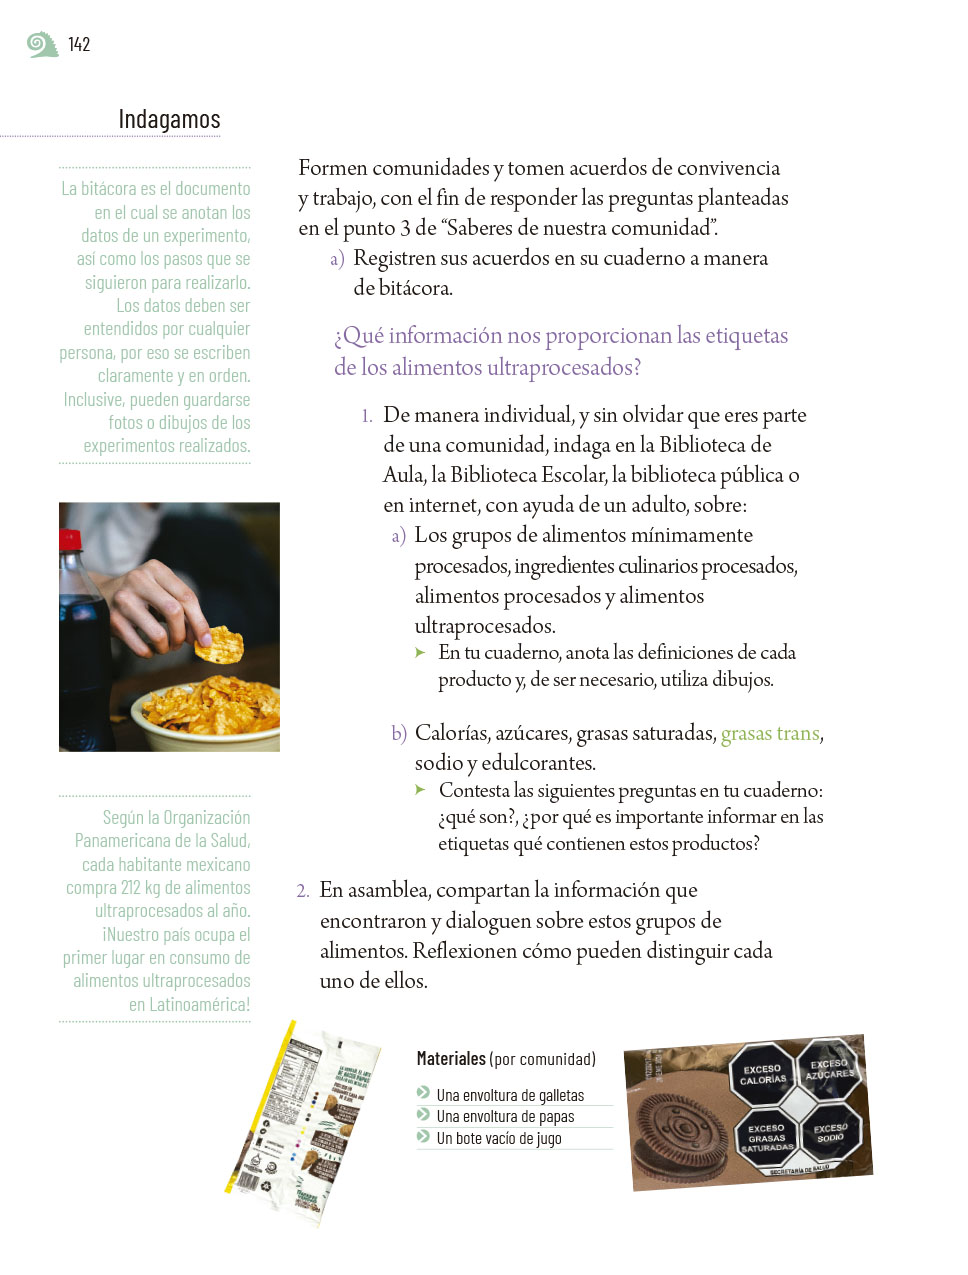 142
Indagamos
La bitácora es el documento
en el cual se anotan los
datos de un experimento,
así como los pasos que se
siguieron para realizarlo.
Los datos deben ser
entendidos por cualquier
persona, por eso se escriben
claramente y en orden.
Inclusive, pueden guardarse
fotos o dibujos de los
experimentos realizados.
Formen comunidades y tomen acuerdos de convivencia
y trabajo, con el fin de responder las preguntas planteadas
en el punto 3 de “Saberes de nuestra comunidad”.
a) Registren sus acuerdos en su cuaderno a manera
de bitácora.
¿Qué información nos proporcionan las etiquetas
de los alimentos ultraprocesados?
1. De manera individual, y sin olvidar que eres parte
de una comunidad, indaga en la Biblioteca de
Aula, la Biblioteca Escolar, la biblioteca pública o
en internet, con ayuda de un adulto, sobre:
a) Los grupos de alimentos mínimamente
procesados, ingredientes culinarios procesados,
alimentos procesados y alimentos
ultraprocesados.
➤ En tu cuaderno, anota las definiciones de cada
producto y, de ser necesario, utiliza dibujos.
b) Calorías, azúcares, grasas saturadas, grasas trans,
sodio y edulcorantes.
➤ Contesta las siguientes preguntas en tu cuaderno:
¿qué son?, ¿por qué es importante informar en las
etiquetas qué contienen estos productos?
2. En asamblea, compartan la información que
encontraron y dialoguen sobre estos grupos de
alimentos. Reflexionen cómo pueden distinguir cada
uno de ellos.
Según la Organización
Panamericana de la Salud,
cada habitante mexicano
compra 212 kg de alimentos
ultraprocesados al año.
¡Nuestro país ocupa el
primer lugar en consumo de
alimentos ultraprocesados
en Latinoamérica!
Materiales (por comunidad)
Una envoltura de galletas
Una envoltura de papas
Un bote vacío de jugo
EXCESO
CALORÍAS
EXCESO
AZÚCARES
EXCESO
GRASAS
SATURADAS
EXCESO
SODIO
SECRETARÍA DE SALUD